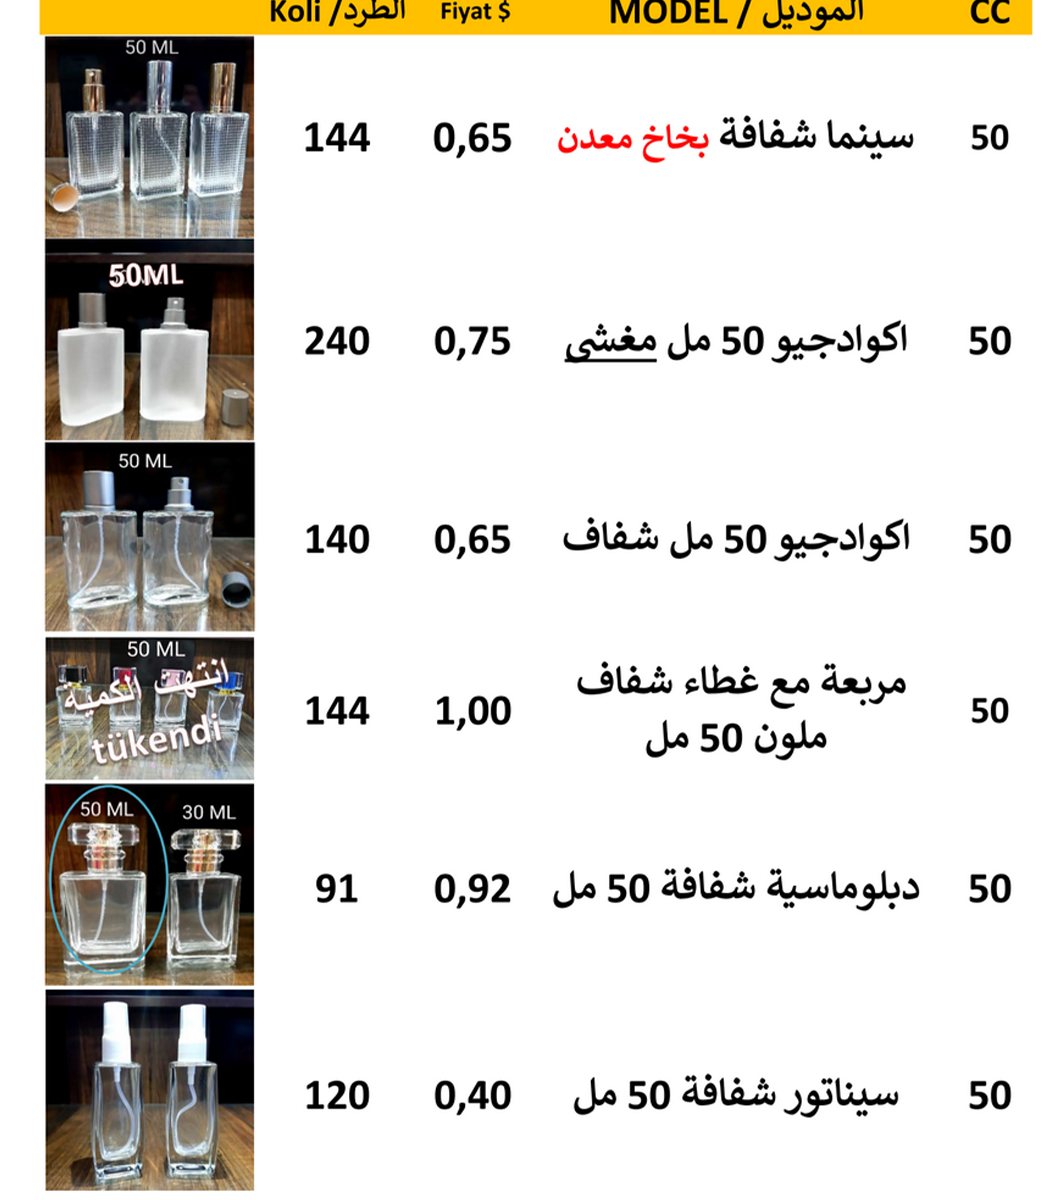 CC الموديل / MODEL Fiyat $ الطرد/ Koli
50 سينما شفافة بخاخ معدن 0,65 144
50 ML
50 اكوادجيو 50 مل مغشى 0,75 240
50ML
50 اكوادجيو 50 مل شفاف 0,65 140
50 ML
50 مربعة مع غطاء شفاف
ملون 50 مل 1,00 144
50 ML
انتهت الكمية
tükendi
50 دبلوماسية شفافة 50 مل 0,92 91
50 ML 30 ML
50 سيناتور شفافة 50 مل 0,40 120